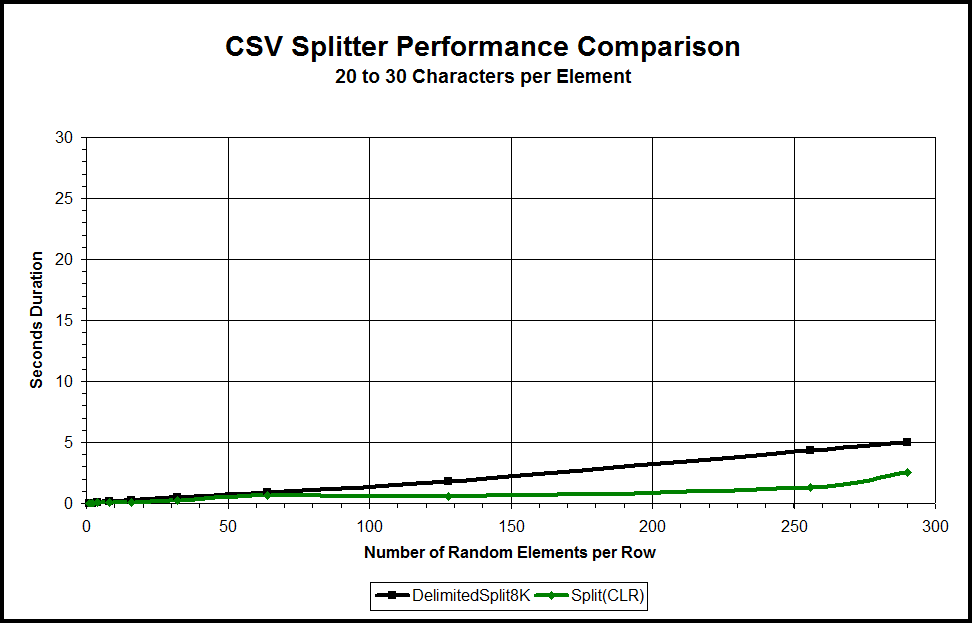 CSV Splitter Performance Comparison
20 to 30 Characters per Element
30
25
20
15
10
5
0
Seconds Duration
0 50 100 150 200 250 300
Number of Random Elements per Row
DelimitedSplit8K Split(CLR)